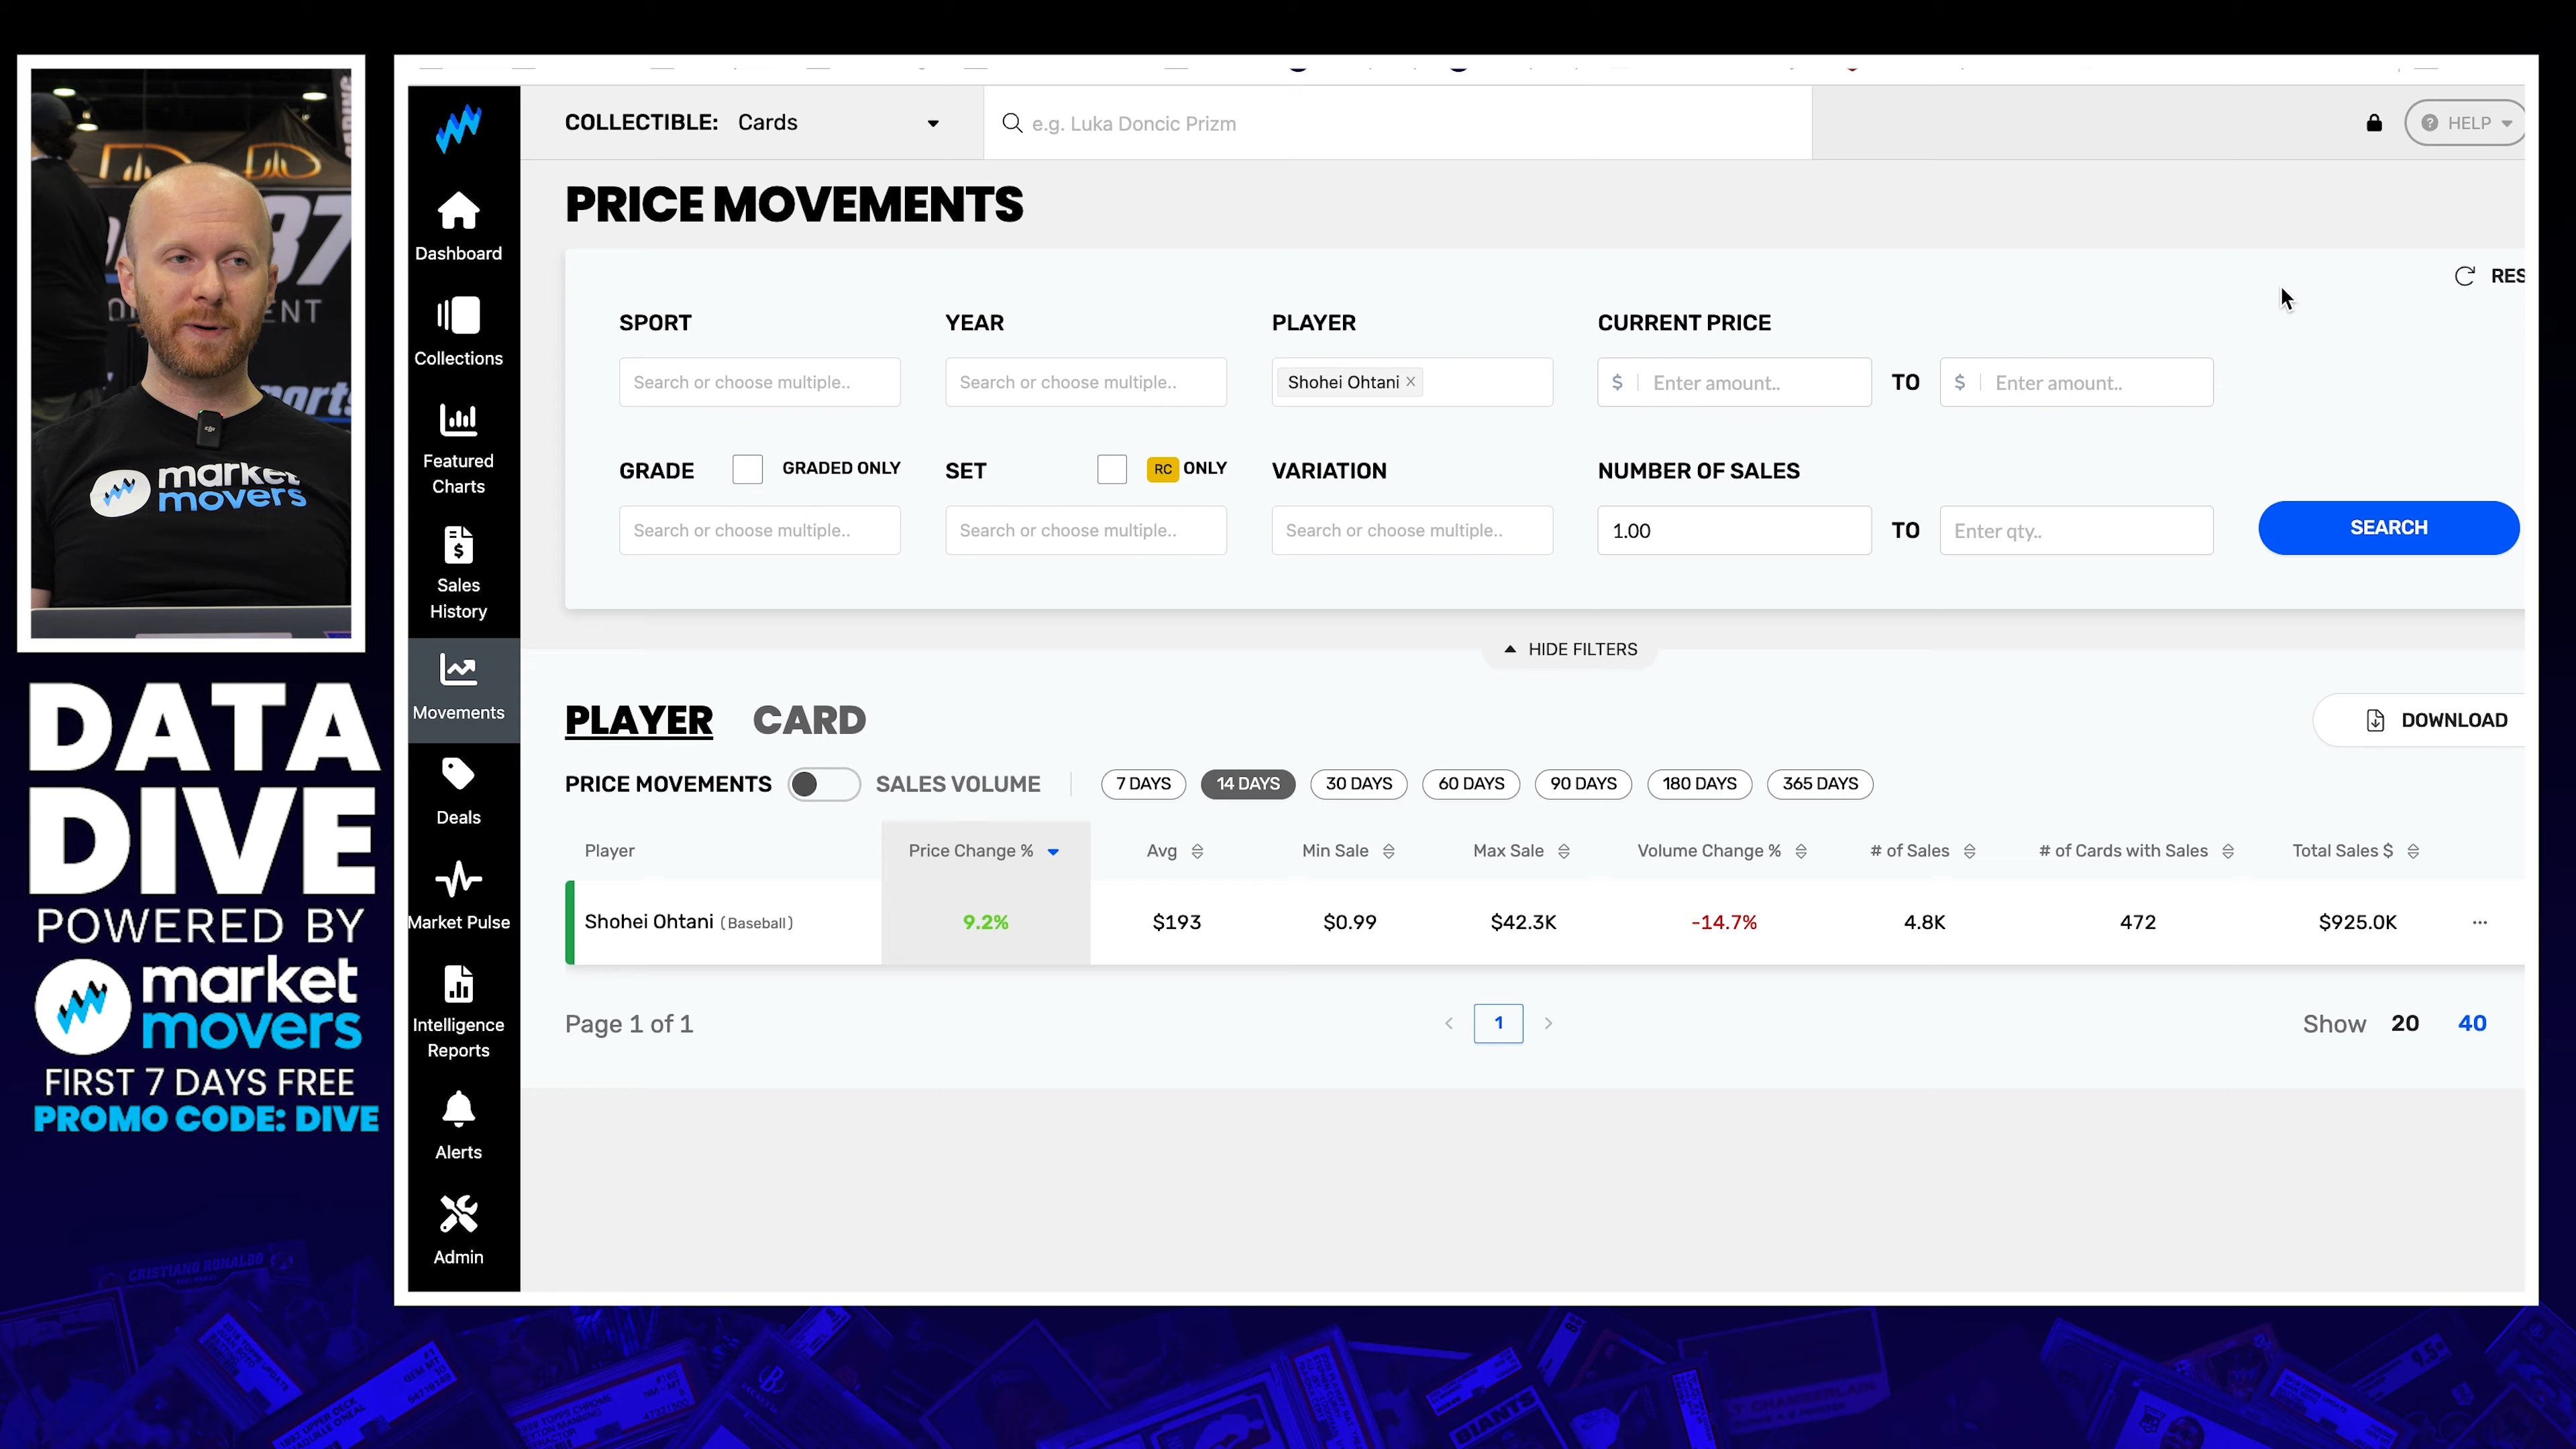 87
ENT
ports
market
movers
DATA
DIVE
POWERED BY
market
movers
FIRST 7 DAYS FREE
PROMO CODE: DIVE
Dashboard
Collections
Featured
Charts
Sales
History
Movements
Deals
Market Pulse
Intelligence
Reports
Alerts
Admin
COLLECTIBLE: Cards
e.g. Luka Doncic Prizm
HELP
PRICE MOVEMENTS
RES
SPORT YEAR PLAYER CURRENT PRICE
Search or choose multiple.. Search or choose multiple.. Shohei Ohtani × $ Enter amount.. TO $ Enter amount..
GRADE GRADED ONLY SET RC ONLY VARIATION NUMBER OF SALES
Search or choose multiple.. Search or choose multiple.. Search or choose multiple.. 1.00 TO Enter qty.. SEARCH
HIDE FILTERS
PLAYER CARD DOWNLOAD
PRICE MOVEMENTS SALES VOLUME 7 DAYS 14 DAYS 30 DAYS 60 DAYS 90 DAYS 180 DAYS 365 DAYS
Player Price Change % Avg Min Sale Max Sale Volume Change % # of Sales # of Cards with Sales Total Sales $
Shohei Ohtani (Baseball) 9.2% $193 $0.99 $42.3K -14.7% 4.8K 472 $925.0K ...
Page 1 of 1 < 1 > Show 20 40
CRISTIANO RONALDO
GEM MT
GIANTS